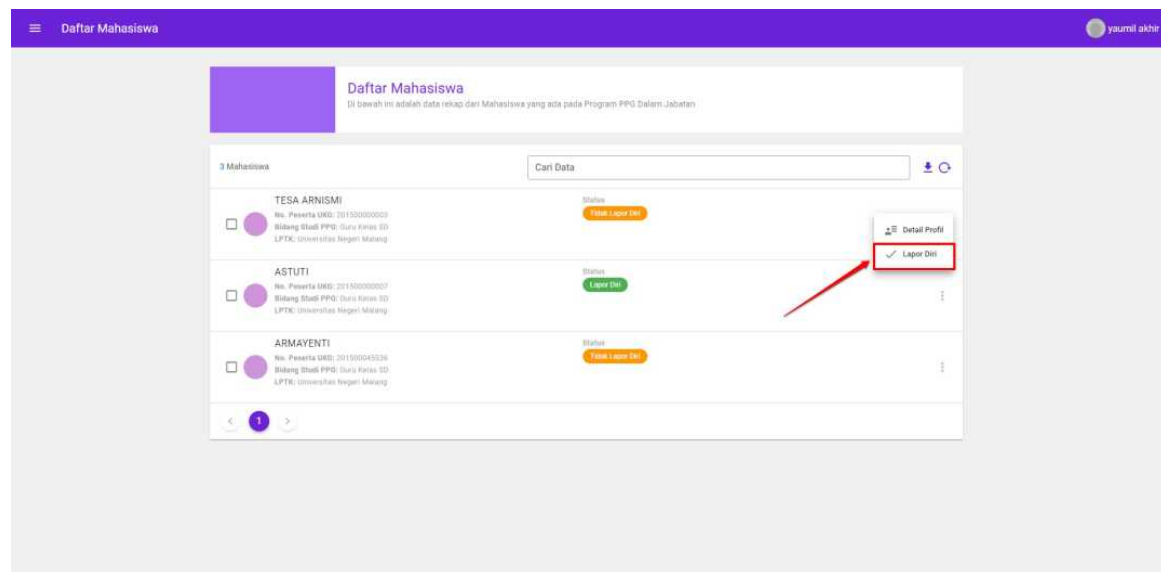 Daftar Mahasiswa
yaumil akhir
Daftar Mahasiswa
Di bawah ini adalah data rekap dari Mahasiswa yang ada pada Program PPG Dalam Jabatan
3 Mahasiswa
Cari Data
TESA ARNISMI
Status
No. Peserta UKG: 201500000003
Tidak Lapor Diri
Bidang Studi PPG: Guru Kelas SD
LPTK: Universitas Negeri Malang
Detail Profil
Lapor Diri
ASTUTI
Status
No. Peserta UKG: 201500000007
Lapor Diri
Bidang Studi PPG: Guru Kelas SD
LPTK: Universitas Negeri Malang
ARMAYENTI
Status
No. Peserta UKG:
Tidak Lapor Diri
Bidang Studi PPG: Guru Kelas SD
LPTK: Universitas Negeri Malang
1